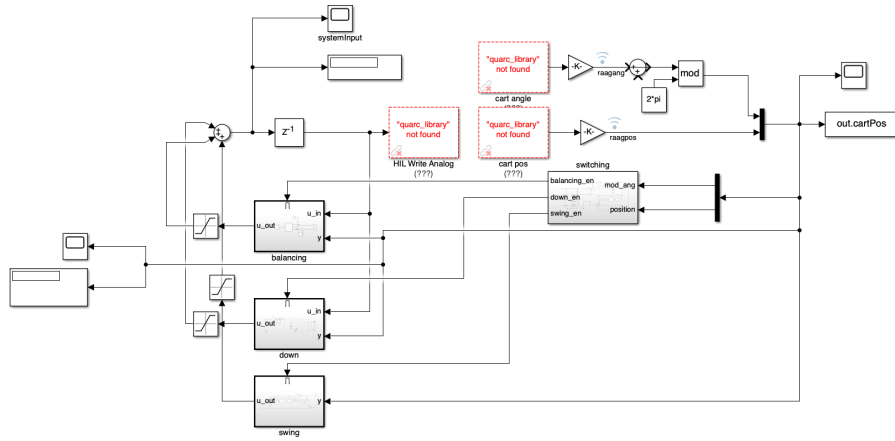 systemInput
"quarc_library"
not found
cart angle
(???)
-K-
raagang
++
2*pi
mod
++
+
Z-1
"quarc_library"
not found
HIL Write Analog
(???)
"quarc_library"
not found
cart pos
(???)
-K-
raagpos
out.cartPos
switching
balancing_en
down_en
swing_en
mod_ang
position
u_out
u_in
y
balancing
u_out
u_in
y
down
u_out
y
swing